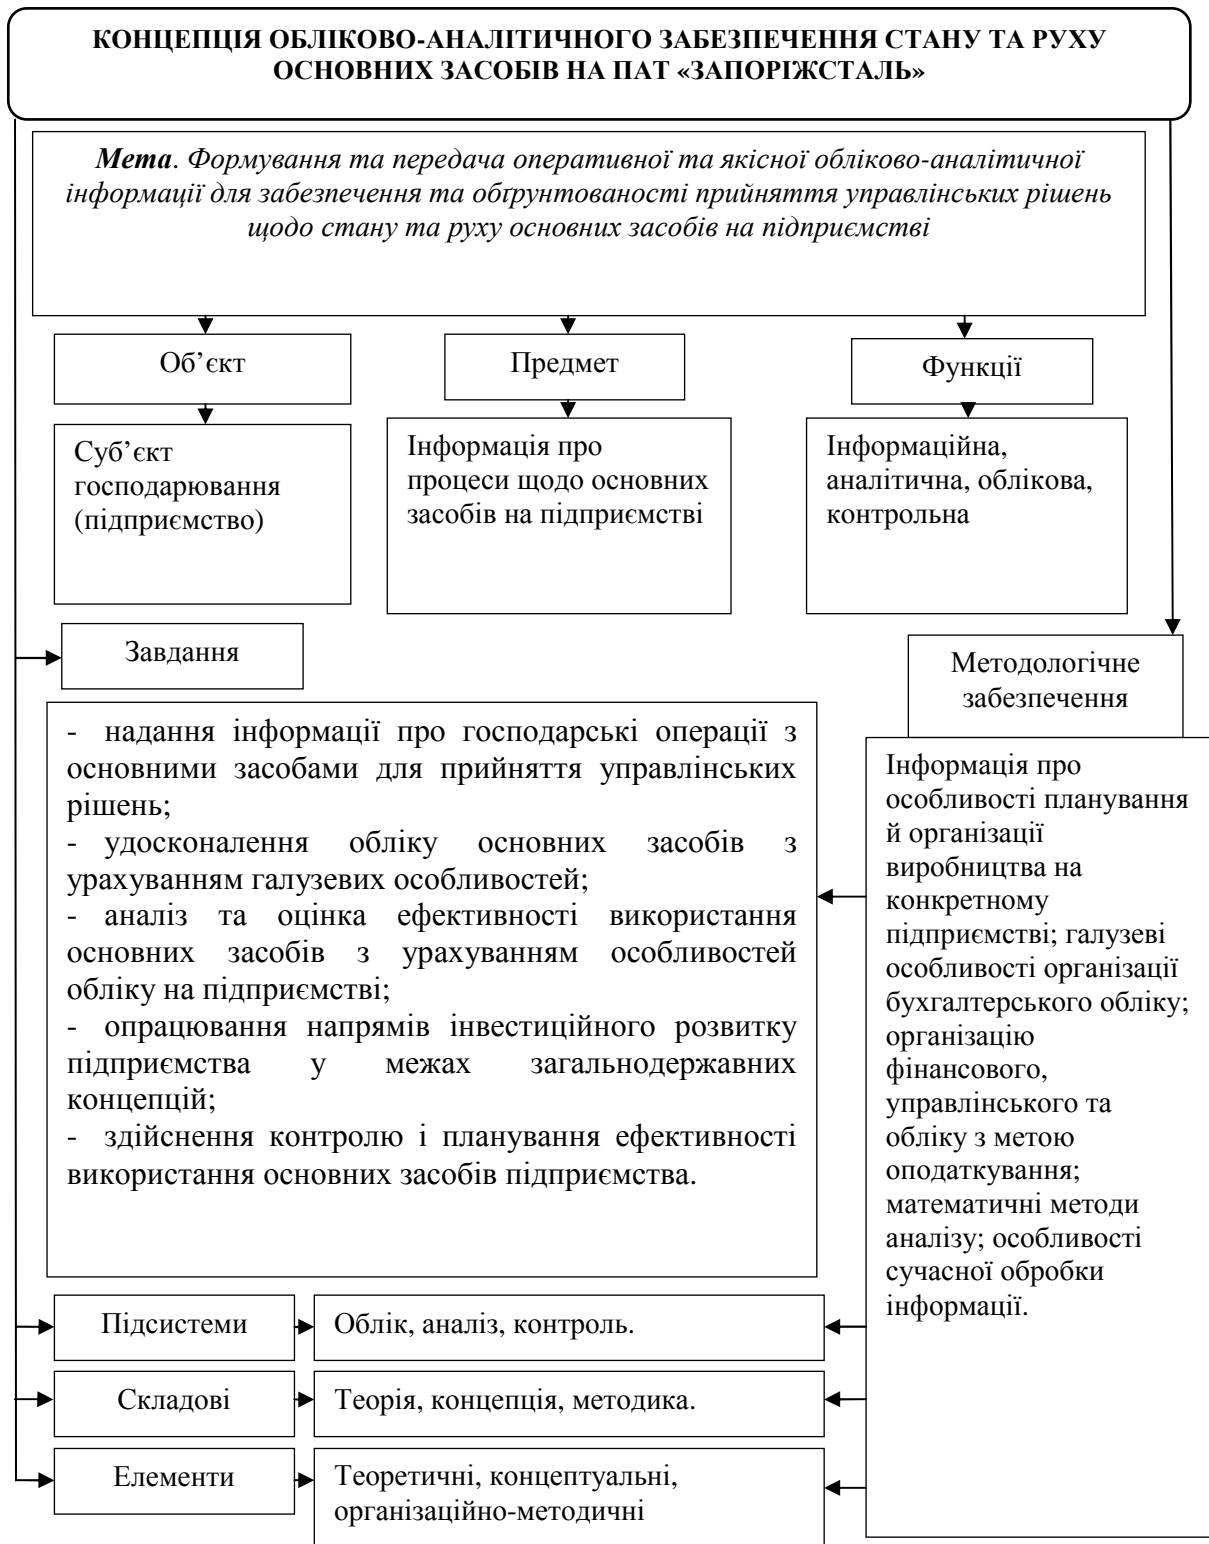 КОНЦЕПЦІЯ ОБЛІКОВО-АНАЛІТИЧНОГО ЗАБЕЗПЕЧЕННЯ СТАНУ ТА РУХУ
ОСНОВНИХ ЗАСОБІВ НА ПАТ «ЗАПОРІЖСТАЛЬ»
Мета. Формування та передача оперативної та якісної обліково-аналітичної
інформації для забезпечення та обґрунтованості прийняття управлінських рішень
щодо стану та руху основних засобів на підприємстві
Об’єкт
Предмет
Функції
Суб’єкт
господарювання
(підприємство)
Інформація про
процеси щодо основних
засобів на підприємстві
Інформаційна,
аналітична, облікова,
контрольна
Завдання
Методологічне
забезпечення
- надання інформації про господарські операції з
основними засобами для прийняття управлінських
рішень;
- удосконалення обліку основних засобів з
урахуванням галузевих особливостей;
- аналіз та оцінка ефективності використання
основних засобів з урахуванням особливостей
обліку на підприємстві;
- опрацювання напрямів інвестиційного розвитку
підприємства у межах загальнодержавних
концепцій;
- здійснення контролю і планування ефективності
використання основних засобів підприємства.
Інформація про
особливості планування
й організації
виробництва на
конкретному
підприємстві; галузеві
особливості організації
бухгалтерського обліку;
організацію
фінансового,
управлінського та
обліку з метою
оподаткування;
математичні методи
аналізу; особливості
сучасної обробки
інформації.
Підсистеми
Облік, аналіз, контроль.
Складові
Теорія, концепція, методика.
Елементи
Теоретичні, концептуальні,
організаційно-методичні